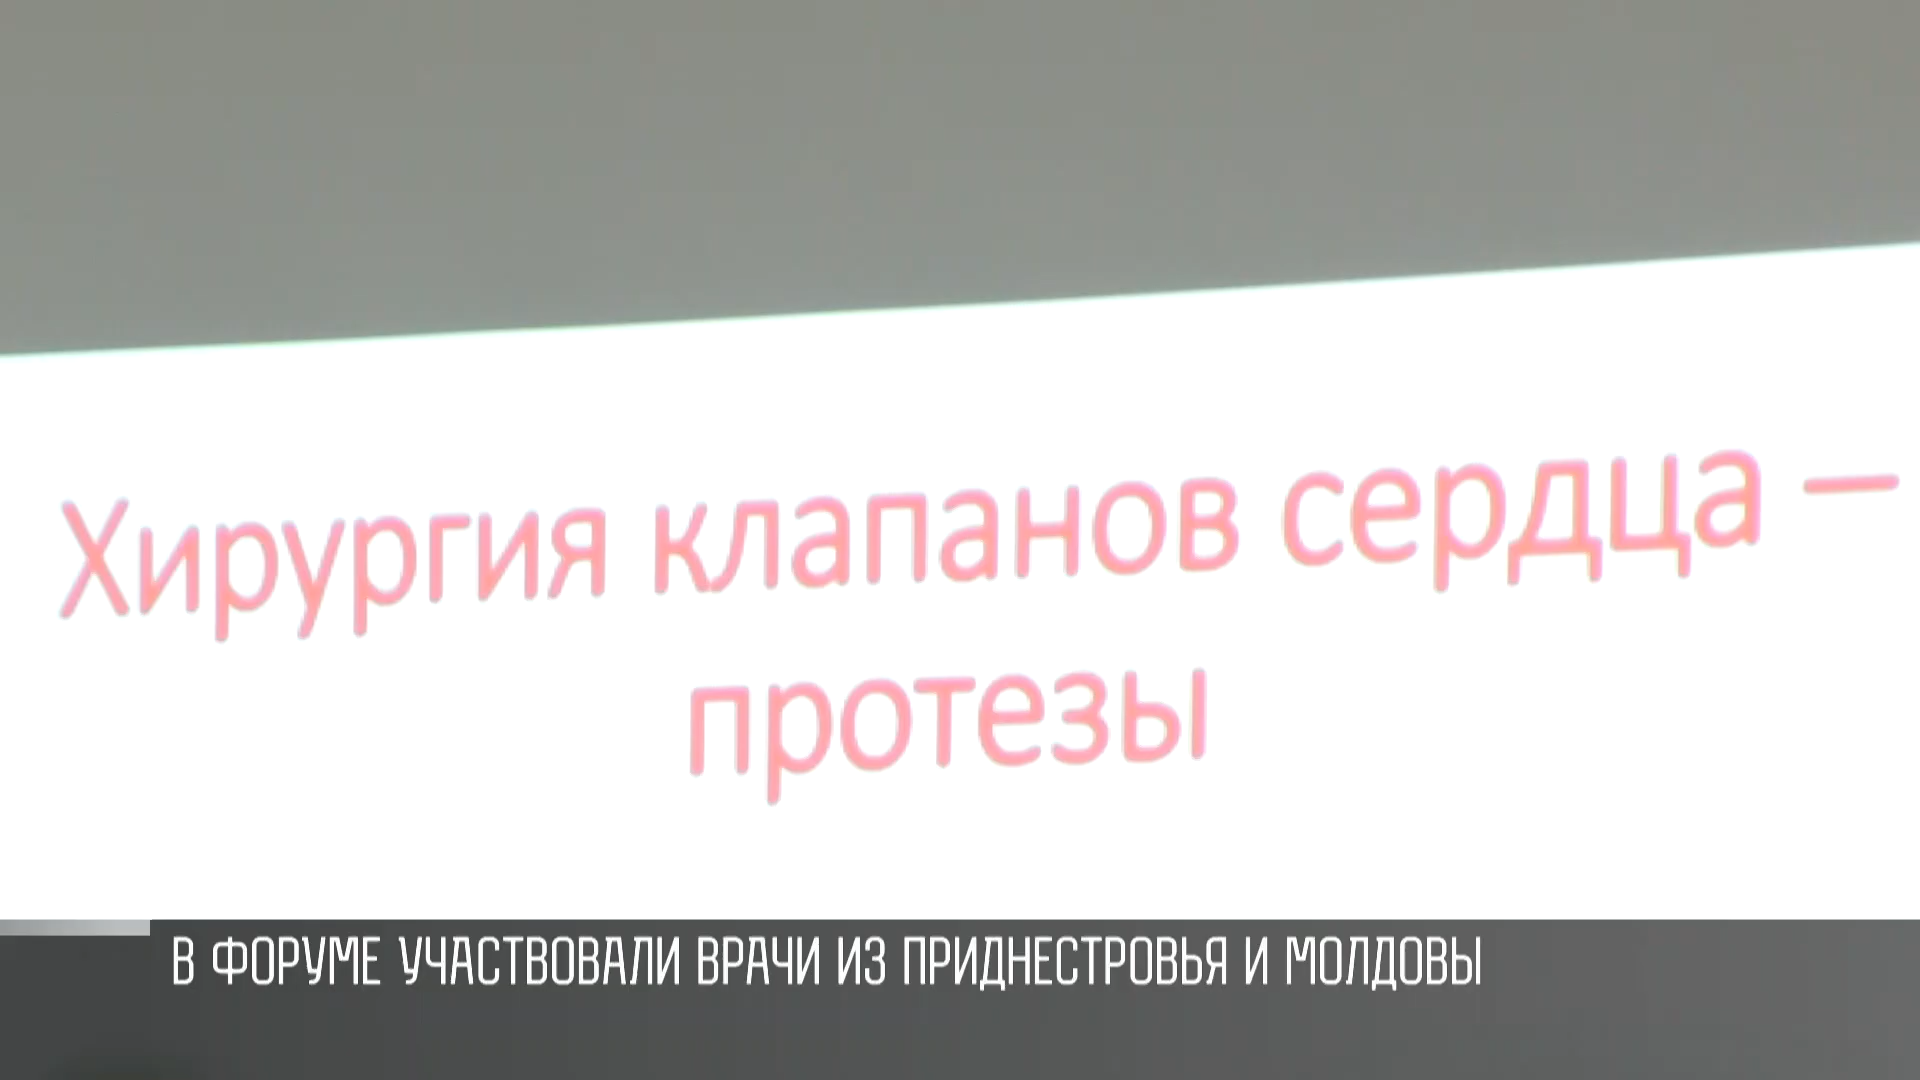 Хирургия клапанов сердца –
протезы
В ФОРУМЕ УЧАСТВОВАЛИ ВРАЧИ ИЗ ПРИДНЕСТРОВЬЯ И МОЛДОВЫ